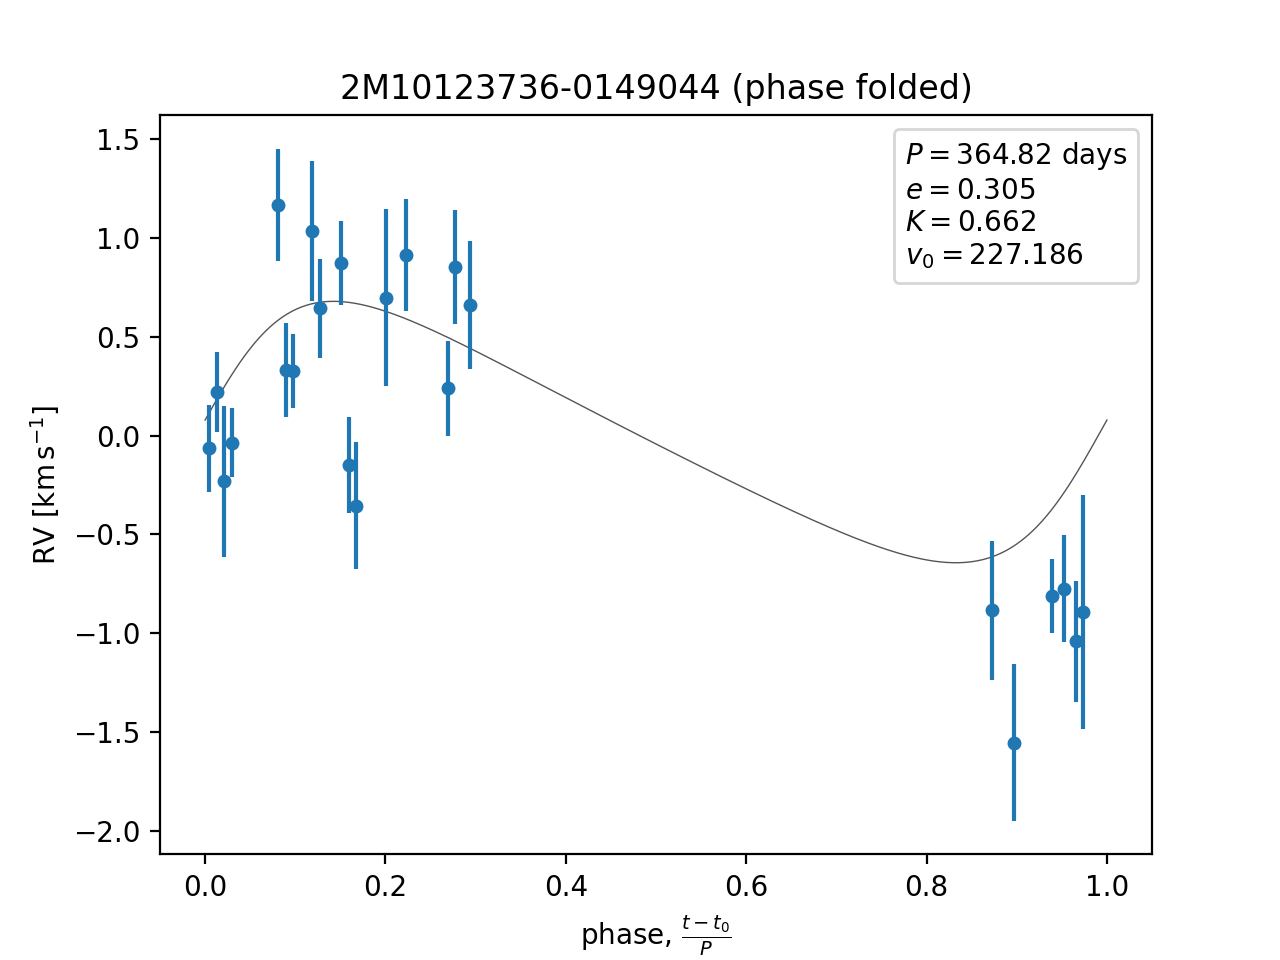 2M10123736-0149044 (phase folded)
P = 364.82 days
e = 0.305
K = 0.662
v₀ = 227.186
RV [km s⁻¹]
1.5
1.0
0.5
0.0
−0.5
−1.0
−1.5
−2.0
0.0 0.2 0.4 0.6 0.8 1.0
phase, (t − t₀)/P